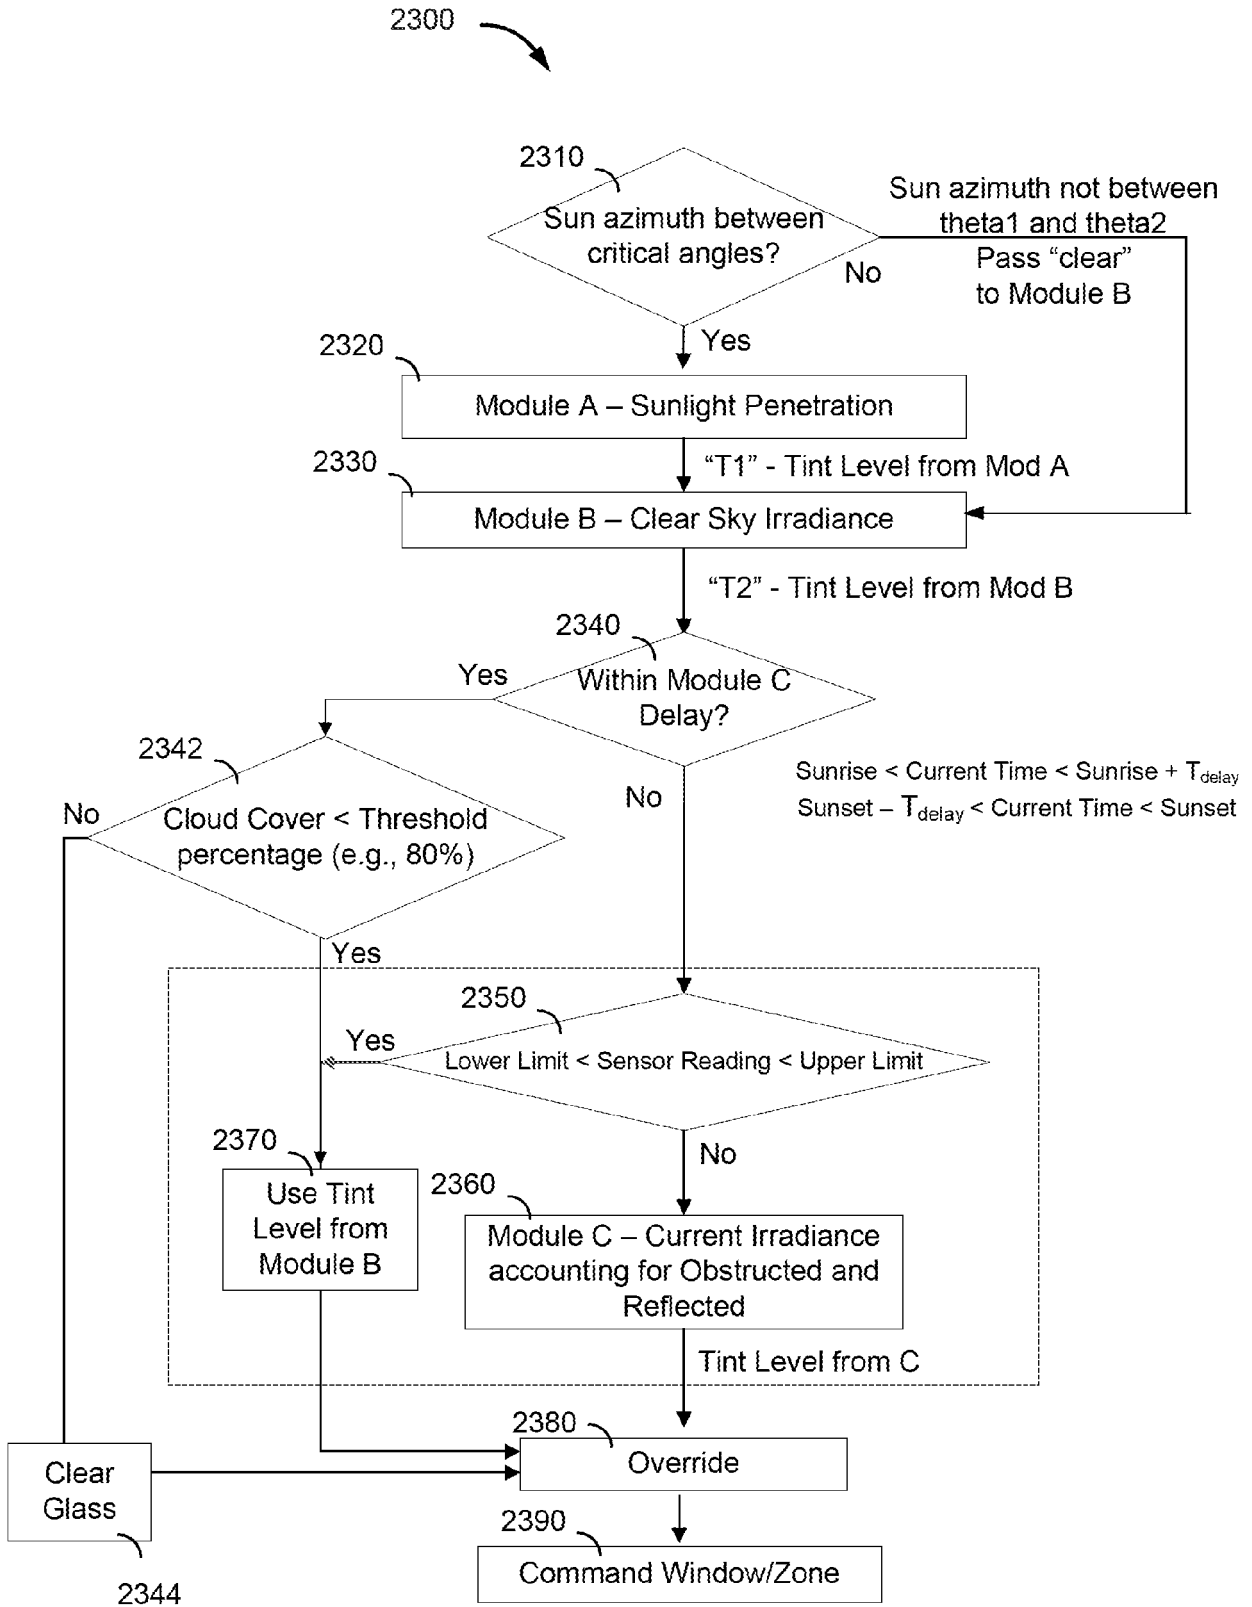 2300
2310
Sun azimuth between
critical angles?
Sun azimuth not between
theta1 and theta2
Pass “clear”
to Module B
No
Yes
2320
Module A – Sunlight Penetration
“T1” - Tint Level from Mod A
2330
Module B – Clear Sky Irradiance
“T2” - Tint Level from Mod B
2340
Within Module C
Delay?
Yes
No
Sunrise < Current Time < Sunrise + Tdelay
Sunset – Tdelay < Current Time < Sunset
2342
Cloud Cover < Threshold
percentage (e.g., 80%)
No
Yes
2350
Lower Limit < Sensor Reading < Upper Limit
Yes
No
2370
Use Tint
Level from
Module B
2360
Module C – Current Irradiance
accounting for Obstructed and
Reflected
Tint Level from C
2380
Override
Clear
Glass
2344
2390
Command Window/Zone